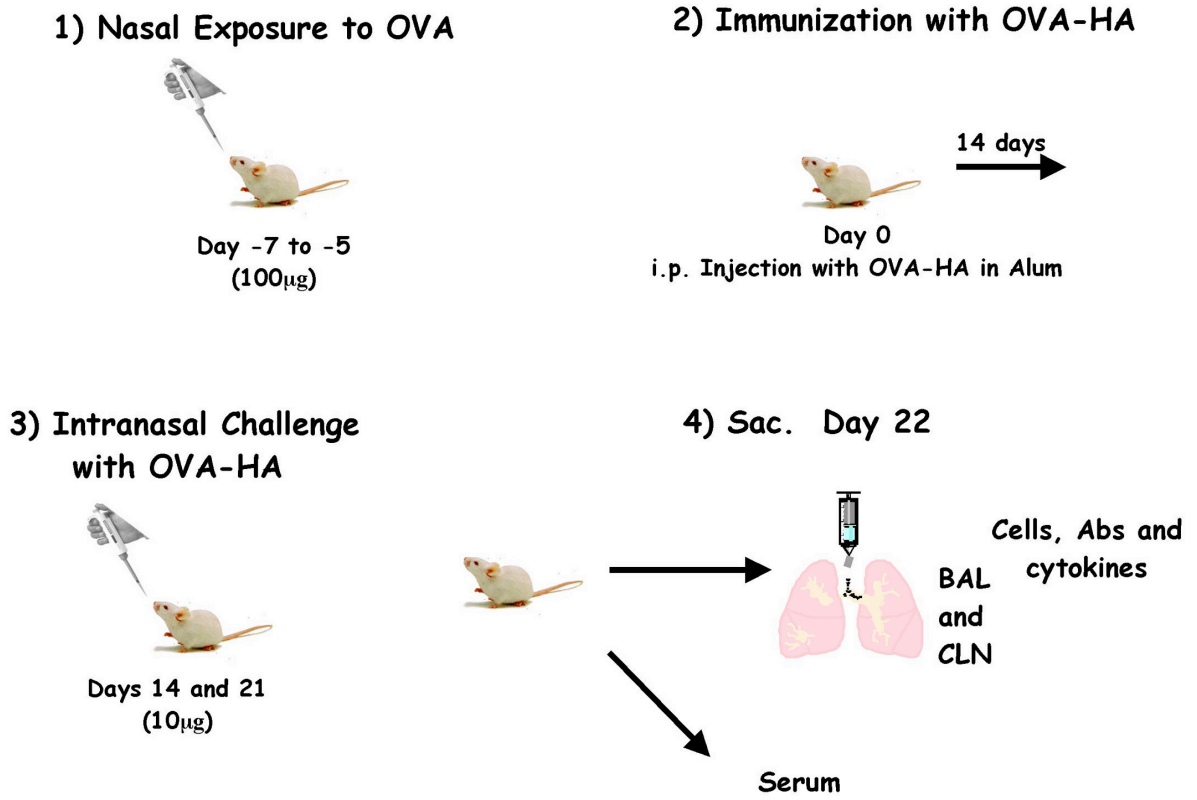 1) Nasal Exposure to OVA
Day -7 to -5
(100μg)
2) Immunization with OVA-HA
14 days
Day 0
i.p. Injection with OVA-HA in Alum
3) Intranasal Challenge
with OVA-HA
Days 14 and 21
(10μg)
4) Sac. Day 22
Cells, Abs and
cytokines
BAL
and
CLN
Serum